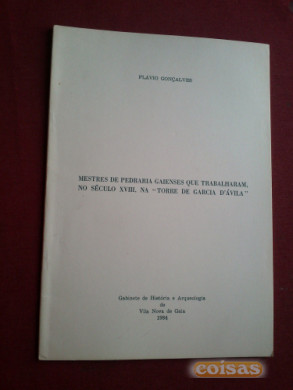 FLÁVIO GONÇALVES
MESTRES DE PEDRARIA GAIENSES QUE TRABALHARAM,
NO SÉCULO XVIII, NA "TORRE DE GARCIA D'ÁVILA"
Gabinete de História e Arqueologia
de
Vila Nova de Gaia
1984
coisas